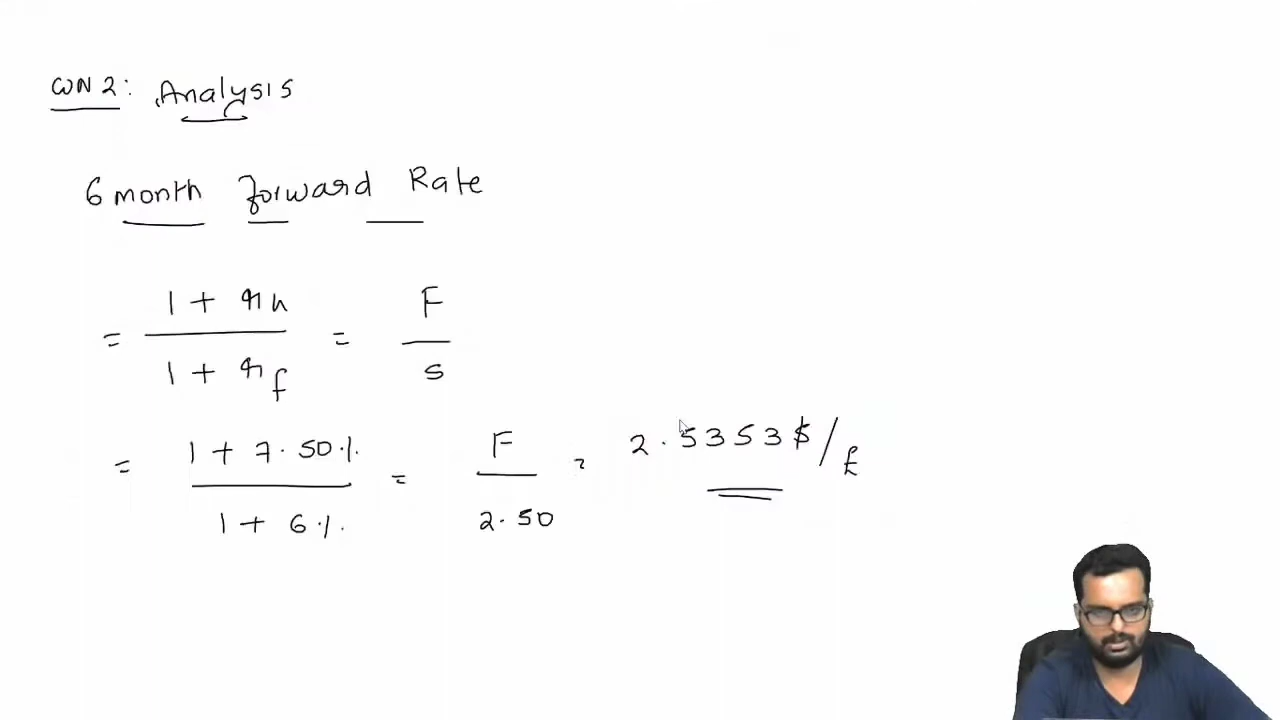 WN 2: Analysis
6 month forward Rate
= 1 + rh / 1 + rf = F / S
= 1 + 7.50% / 1 + 6% = F / 2.50 = 2.5353 $/£